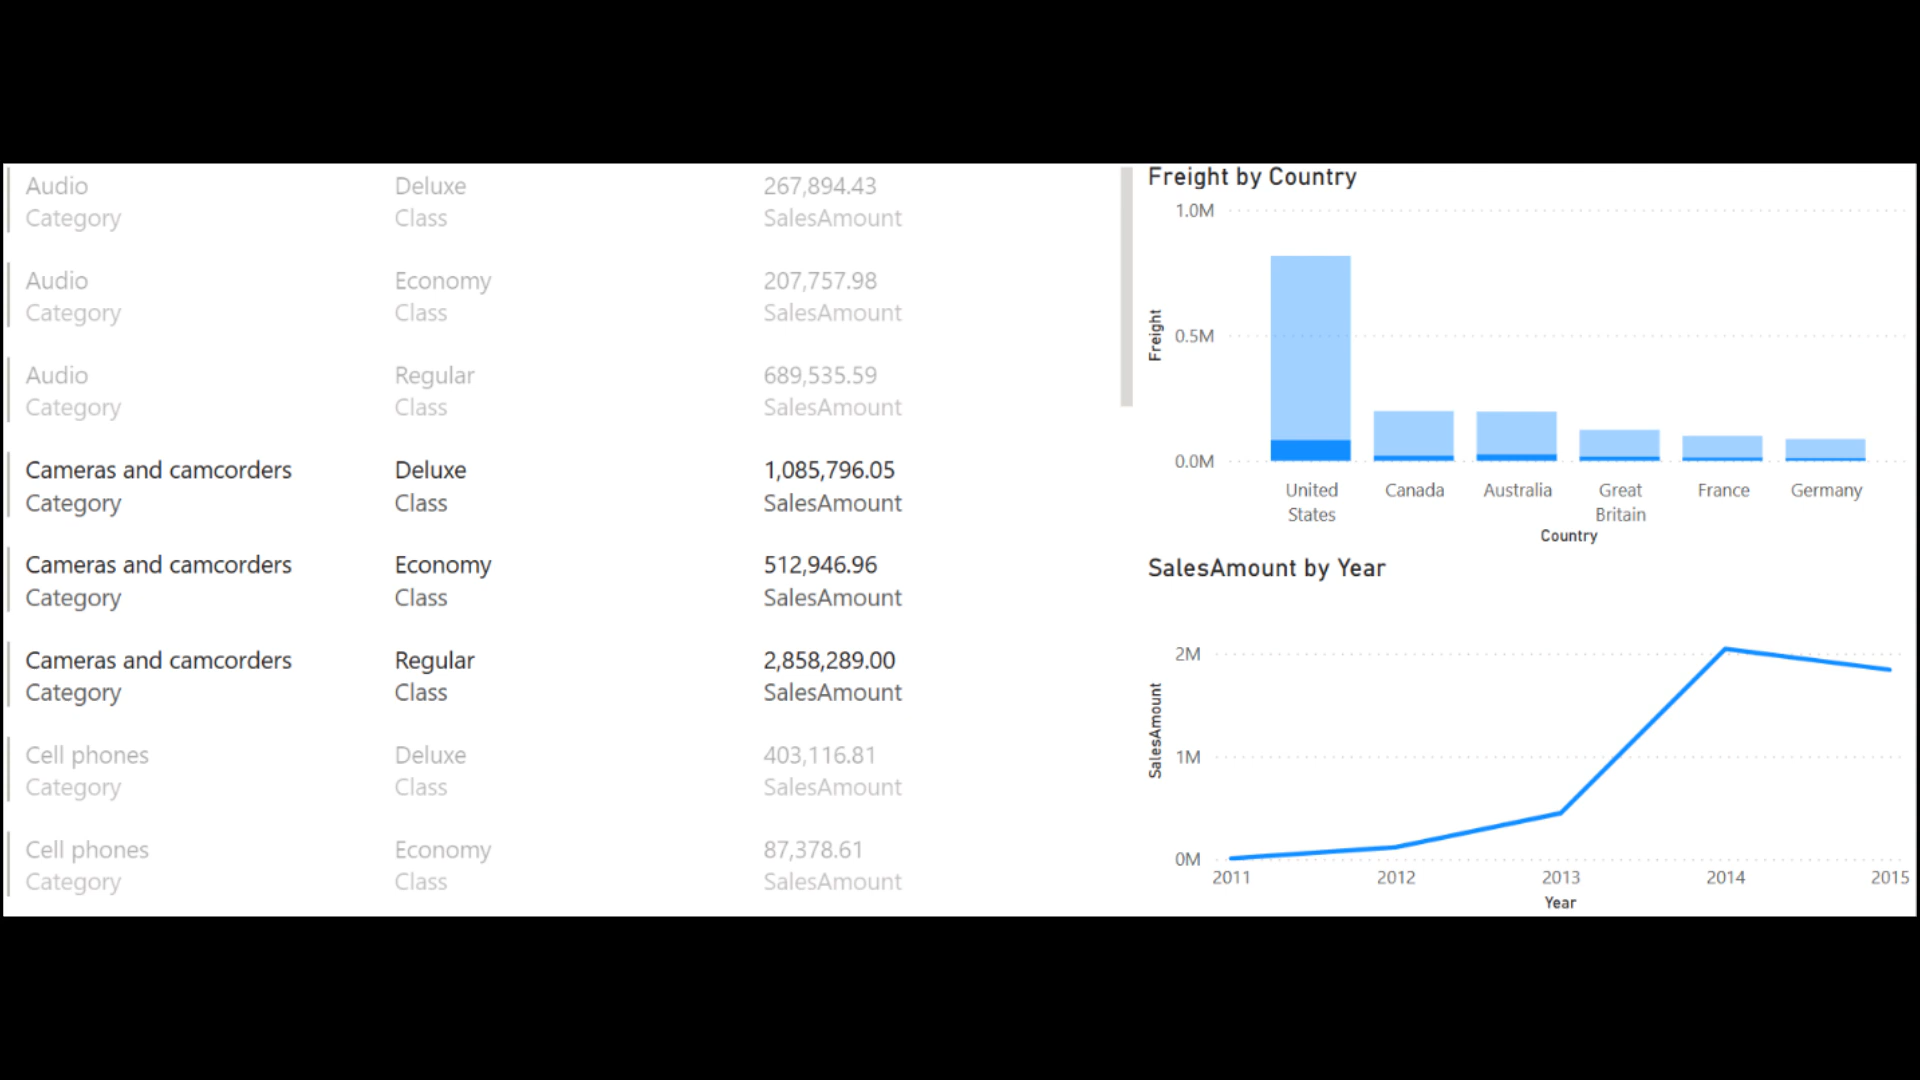 Audio Deluxe 267,894.43
Category Class SalesAmount
Audio Economy 207,757.98
Category Class SalesAmount
Audio Regular 689,535.59
Category Class SalesAmount
Cameras and camcorders Deluxe 1,085,796.05
Category Class SalesAmount
Cameras and camcorders Economy 512,946.96
Category Class SalesAmount
Cameras and camcorders Regular 2,858,289.00
Category Class SalesAmount
Cell phones Deluxe 403,116.81
Category Class SalesAmount
Cell phones Economy 87,378.61
Category Class SalesAmount
Freight by Country
1.0M
0.5M
0.0M
Freight
United States Canada Australia Great Britain France Germany
Country
SalesAmount by Year
2M
1M
0M
SalesAmount
2011 2012 2013 2014 2015
Year